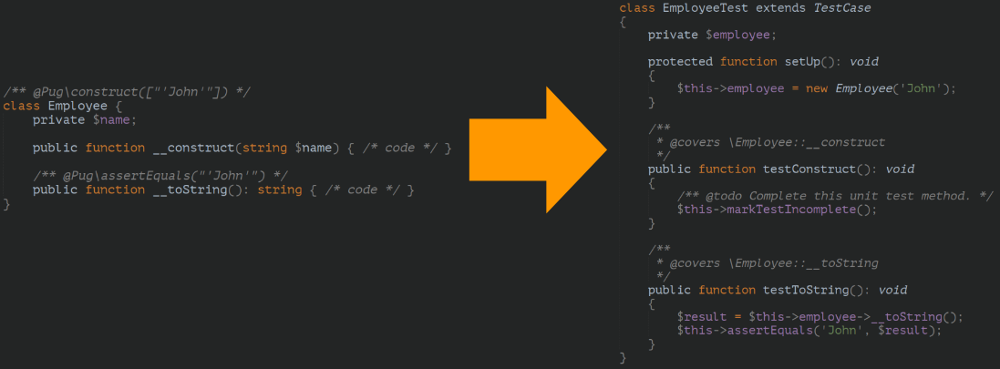 /** @Pug\construct(["'John'"]) */
class Employee {
    private $name;

    public function __construct(string $name) { /* code */ }

    /** @Pug\assertEquals("'John'") */
    public function __toString(): string { /* code */ }
}
class EmployeeTest extends TestCase
{
    private $employee;

    protected function setUp(): void
    {
        $this->employee = new Employee('John');
    }

    /**
     * @covers \Employee::__construct
     */
    public function testConstruct(): void
    {
        /** @todo Complete this unit test method. */
        $this->markTestIncomplete();
    }

    /**
     * @covers \Employee::__toString
     */
    public function testToString(): void
    {
        $result = $this->employee->__toString();
        $this->assertEquals('John', $result);
    }
}